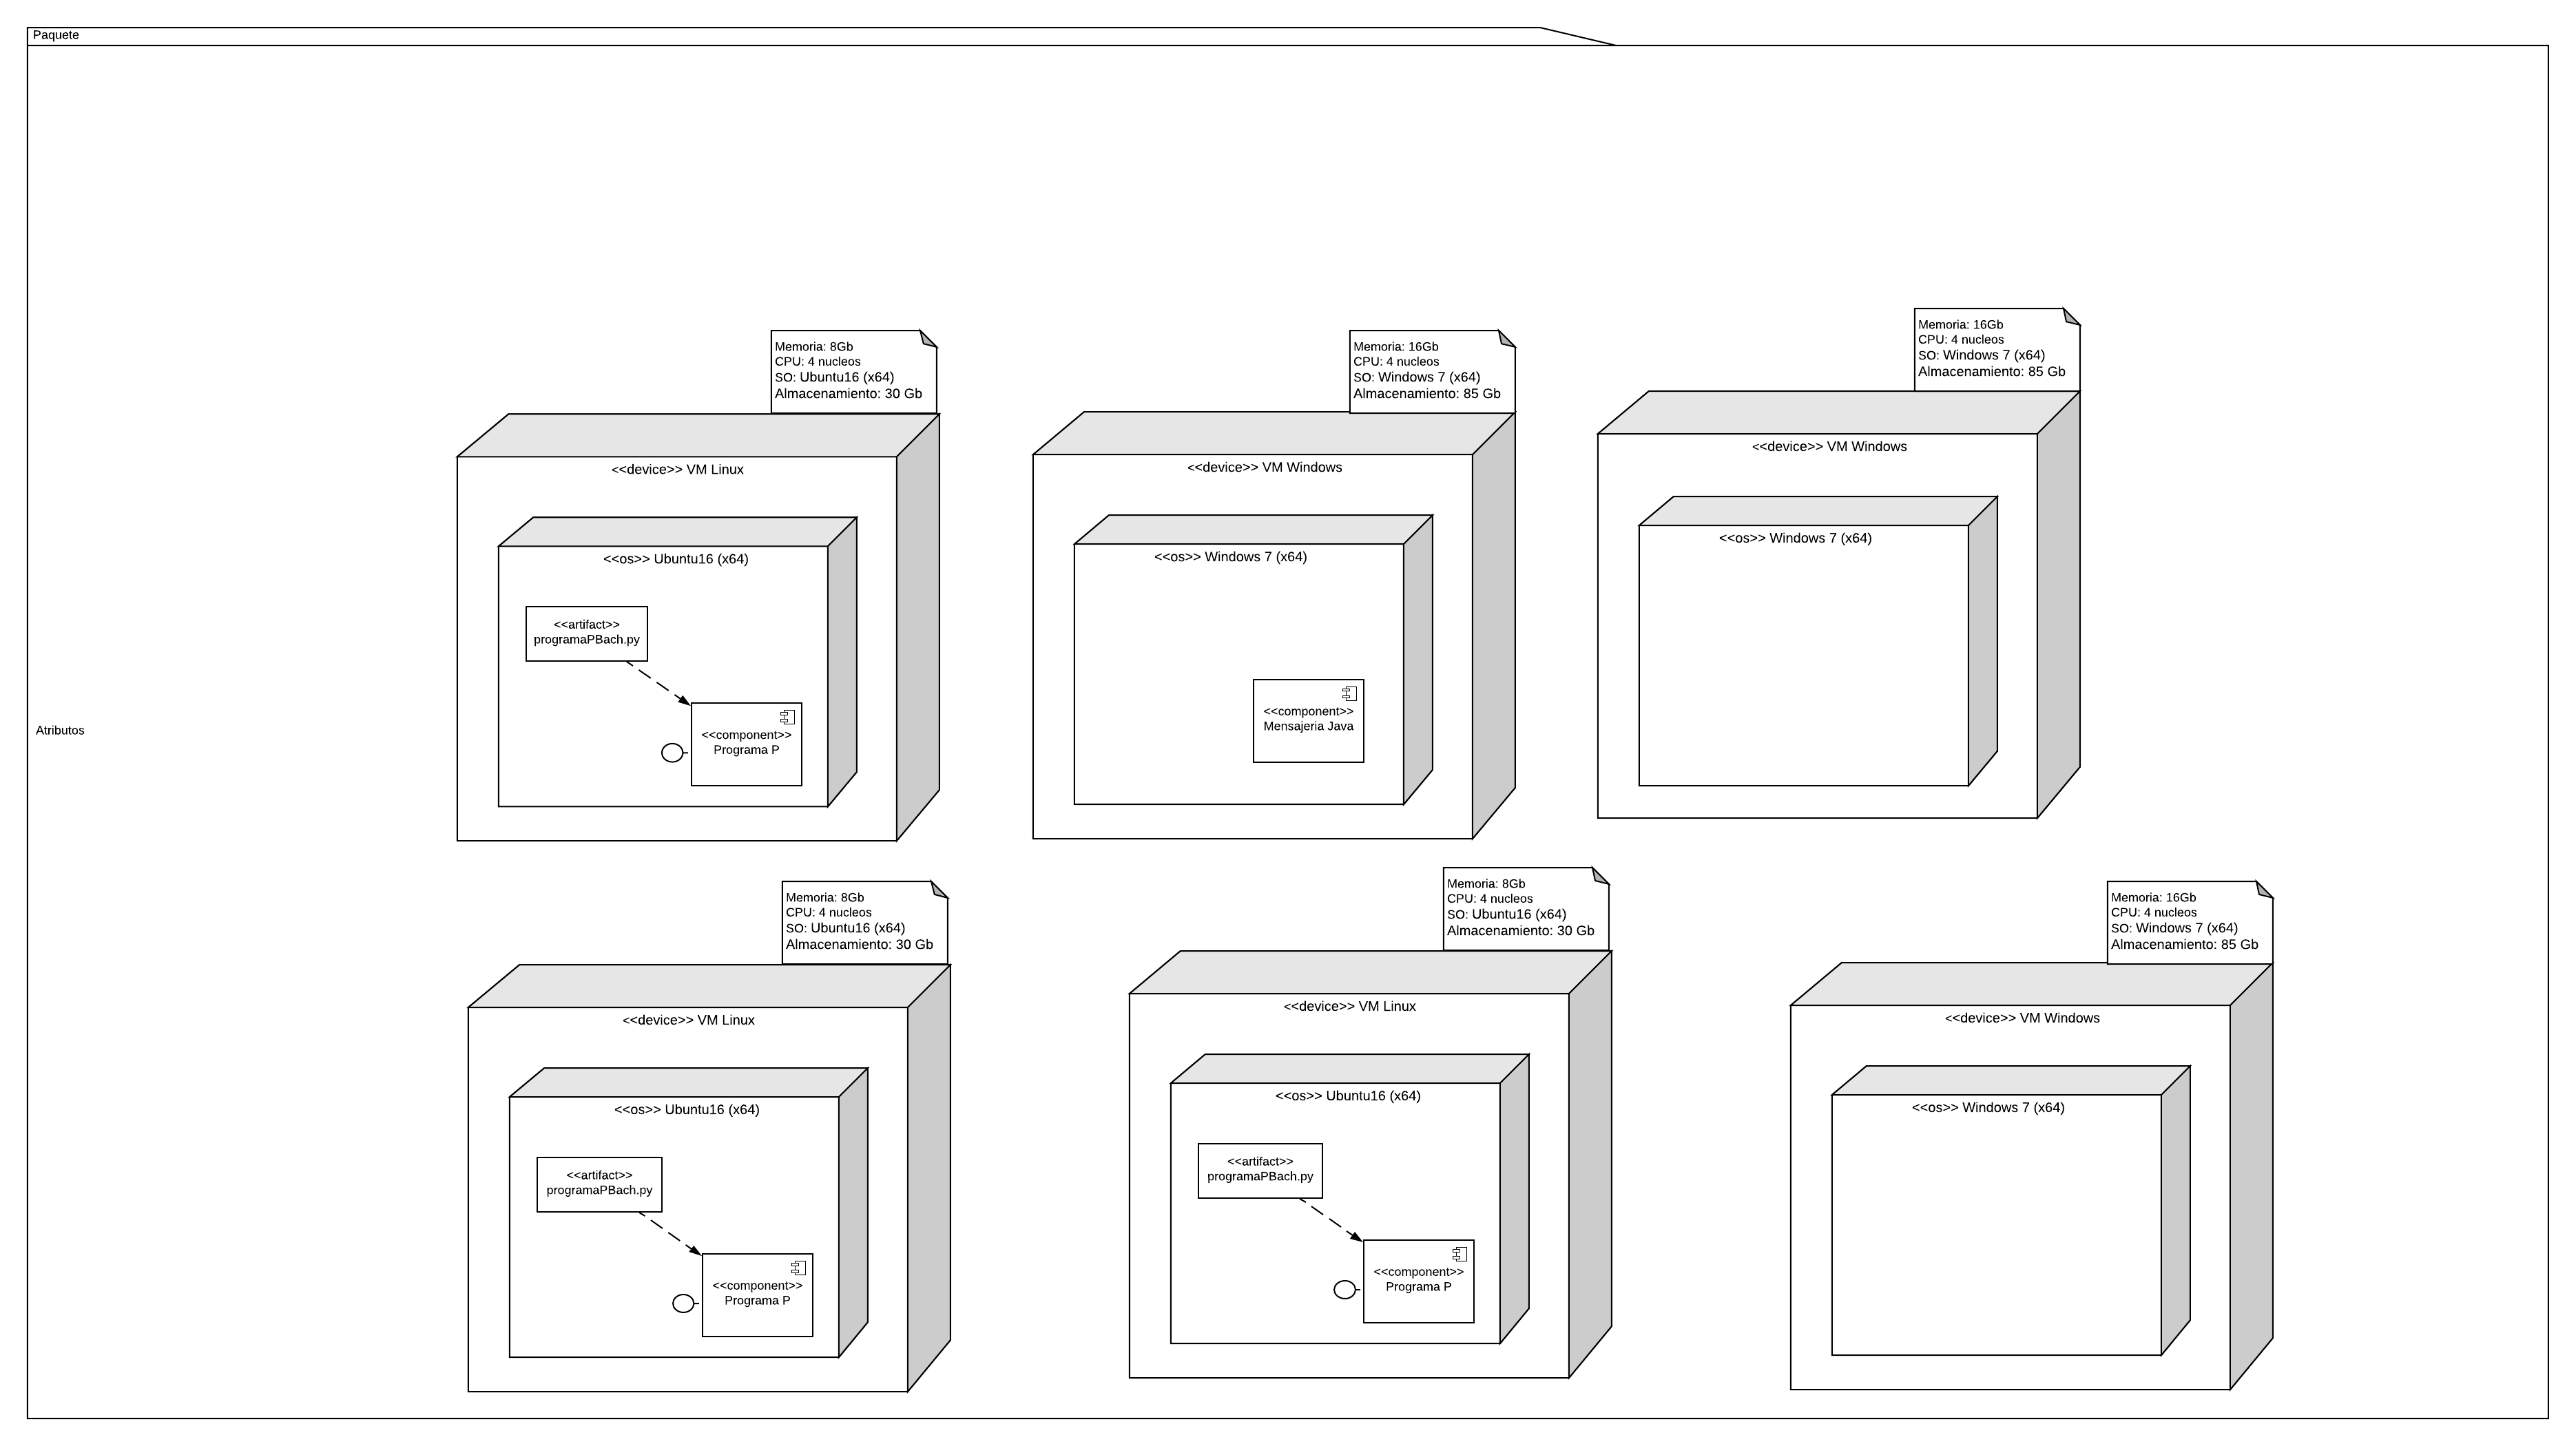 Paquete
Atributos
Memoria: 8Gb
CPU: 4 nucleos
SO: Ubuntu16 (x64)
Almacenamiento: 30 Gb
<<device>> VM Linux
<<os>> Ubuntu16 (x64)
<<artifact>>
programaPBach.py
<<component>>
Programa P
Memoria: 16Gb
CPU: 4 nucleos
SO: Windows 7 (x64)
Almacenamiento: 85 Gb
<<device>> VM Windows
<<os>> Windows 7 (x64)
<<component>>
Mensajeria Java
Memoria: 16Gb
CPU: 4 nucleos
SO: Windows 7 (x64)
Almacenamiento: 85 Gb
<<device>> VM Windows
<<os>> Windows 7 (x64)
Memoria: 8Gb
CPU: 4 nucleos
SO: Ubuntu16 (x64)
Almacenamiento: 30 Gb
<<device>> VM Linux
<<os>> Ubuntu16 (x64)
<<artifact>>
programaPBach.py
<<component>>
Programa P
Memoria: 8Gb
CPU: 4 nucleos
SO: Ubuntu16 (x64)
Almacenamiento: 30 Gb
<<device>> VM Linux
<<os>> Ubuntu16 (x64)
<<artifact>>
programaPBach.py
<<component>>
Programa P
Memoria: 16Gb
CPU: 4 nucleos
SO: Windows 7 (x64)
Almacenamiento: 85 Gb
<<device>> VM Windows
<<os>> Windows 7 (x64)